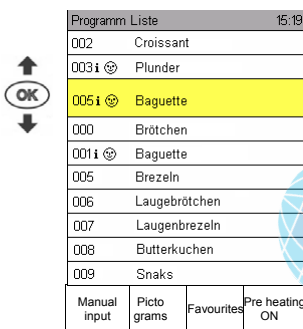 Programm Liste 15:19
002 Croissant
003 i Plunder
OK
005 i Baguette
000 Brötchen
001 i Baguette
005 Brezeln
006 Laugebrötchen
007 Laugenbrezeln
008 Butterkuchen
009 Snaks
Manual input
Picto grams
Favourites
Pre heating ON